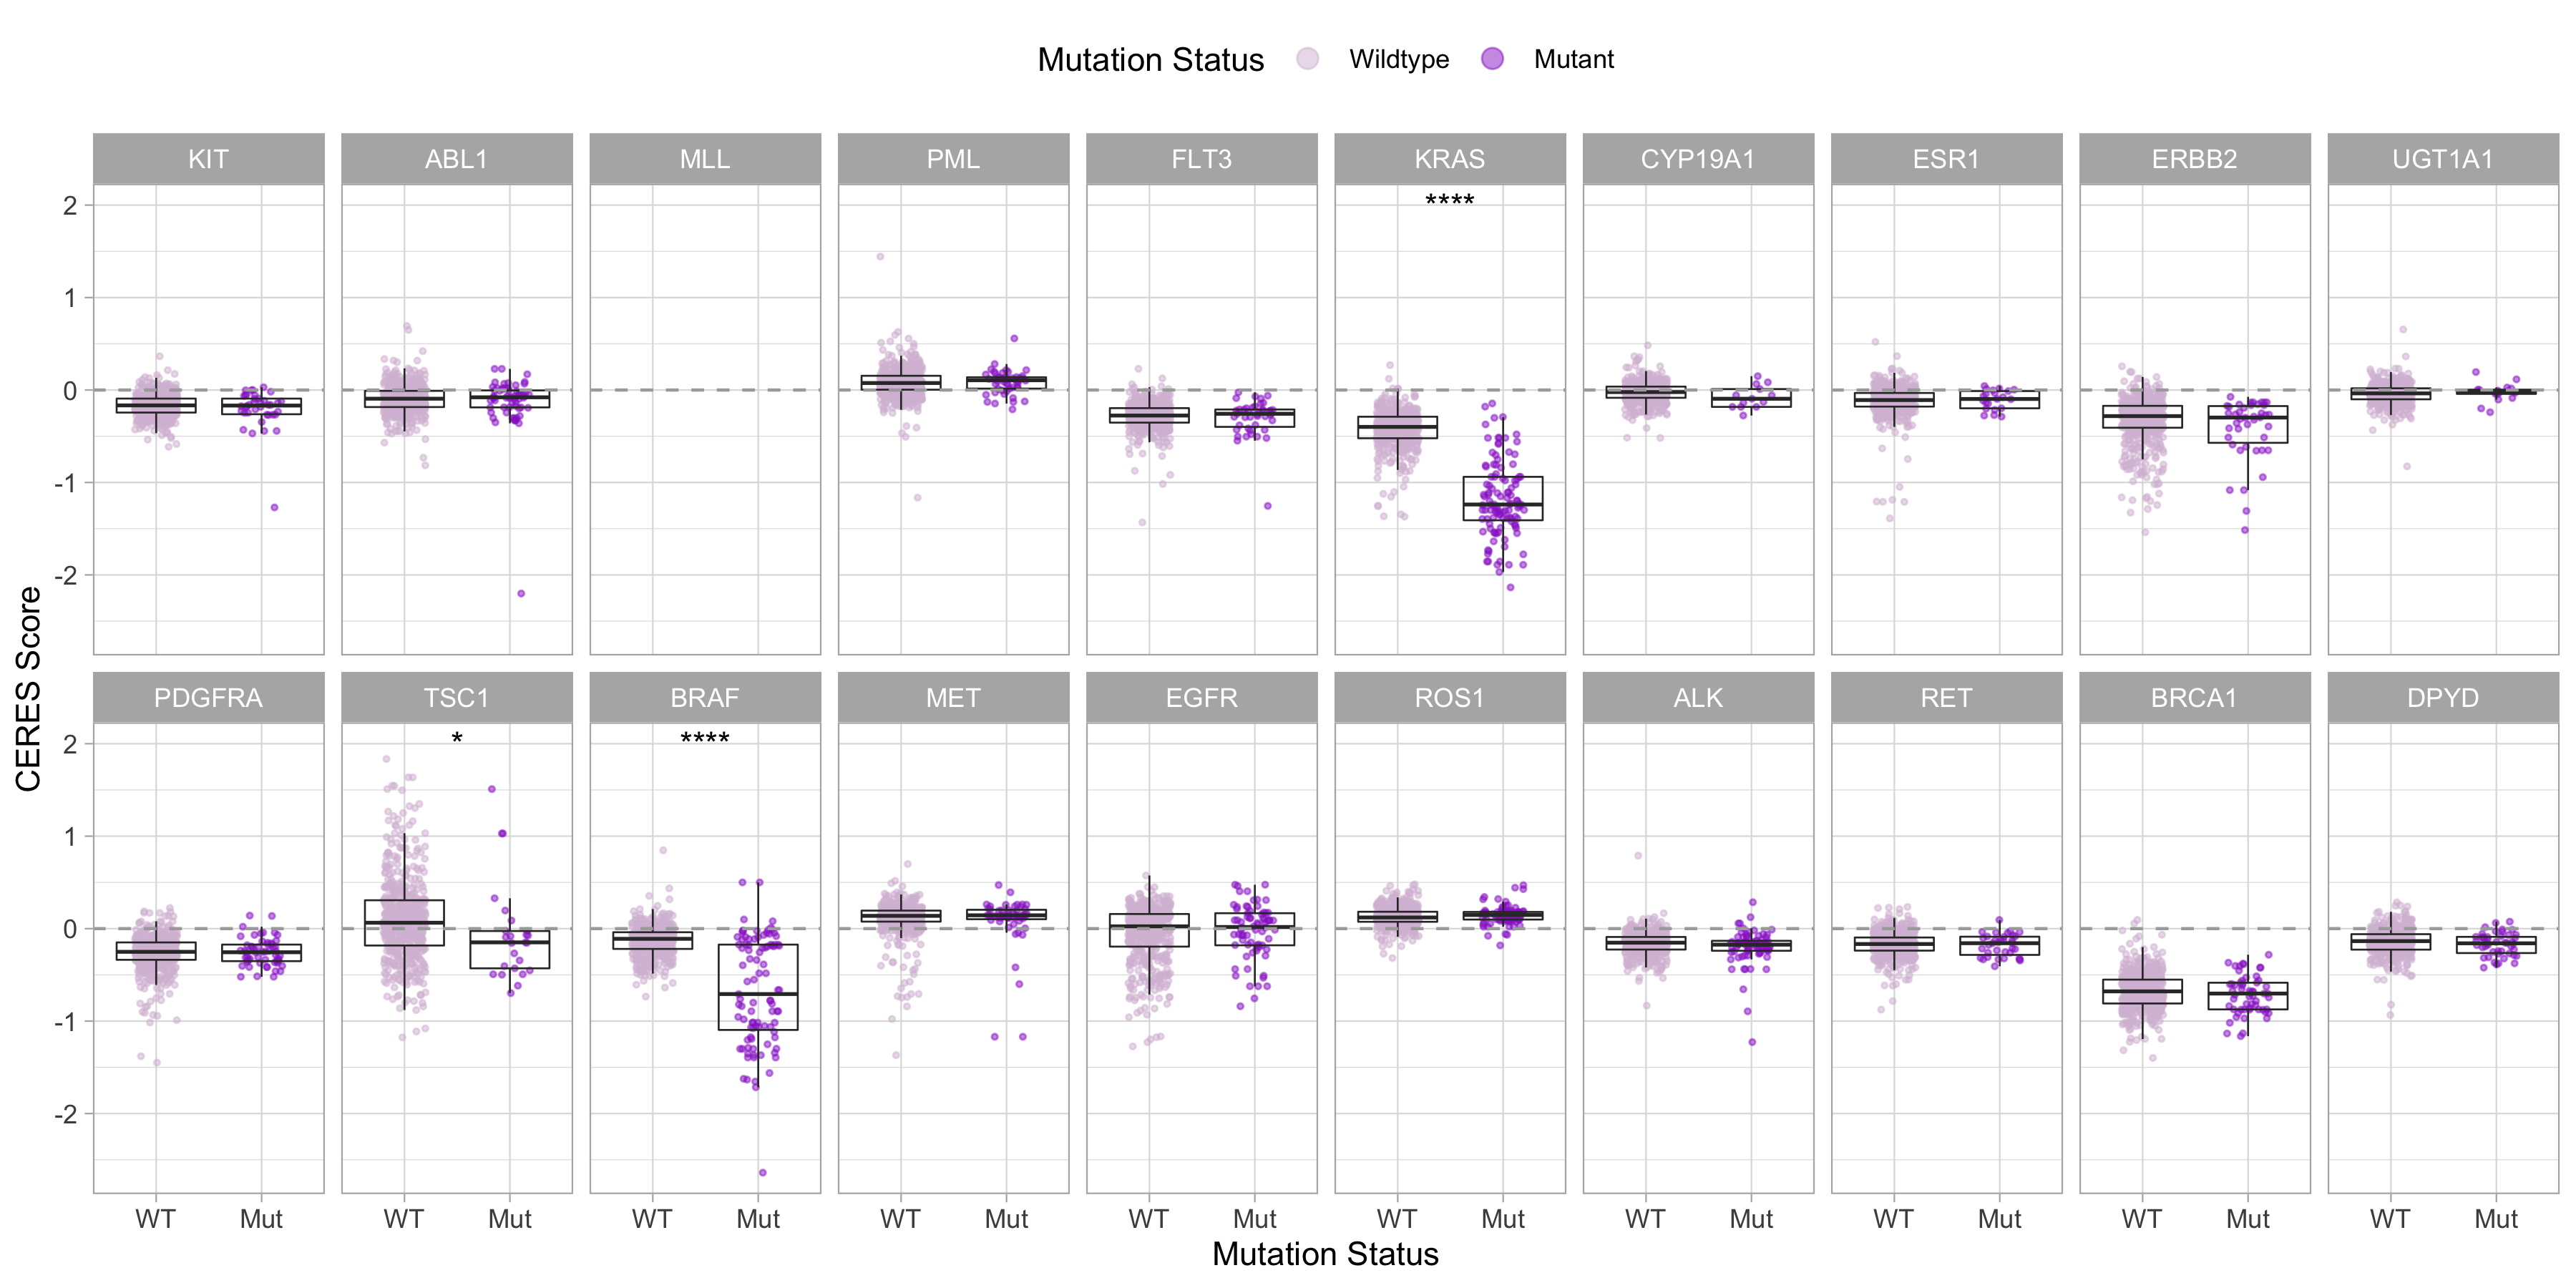 Mutation Status Wildtype Mutant
KIT ABL1 MLL PML FLT3 KRAS CYP19A1 ESR1 ERBB2 UGT1A1
****
2
1
0
-1
-2
CERES Score
PDGFRA TSC1 BRAF MET EGFR ROS1 ALK RET BRCA1 DPYD
* ****
2
1
0
-1
-2
WT Mut WT Mut WT Mut WT Mut WT Mut WT Mut WT Mut WT Mut WT Mut WT Mut
Mutation Status